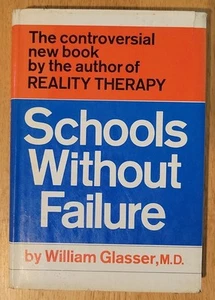 The controversial
new book
by the author of
REALITY THERAPY
Schools
Without
Failure
by William Glasser, M.D.